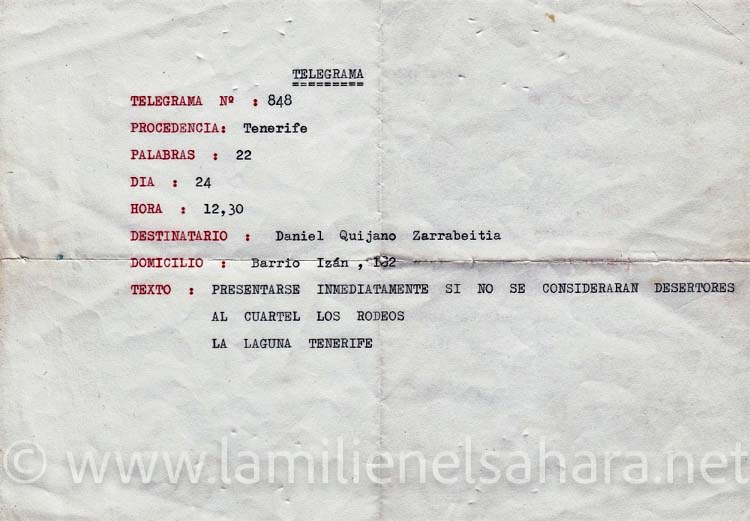 TELEGRAMA
TELEGRAMA Nº : 848
PROCEDENCIA: Tenerife
PALABRAS : 22
DIA : 24
HORA : 12,30
DESTINATARIO : Daniel Quijano Zarrabeitia
DOMICILIO : Barrio Izán , 182
TEXTO : PRESENTARSE INMEDIATAMENTE SI NO SE CONSIDERARAN DESERTORES
AL CUARTEL LOS RODEOS
LA LAGUNA TENERIFE
© www.lamilienelsahara.net